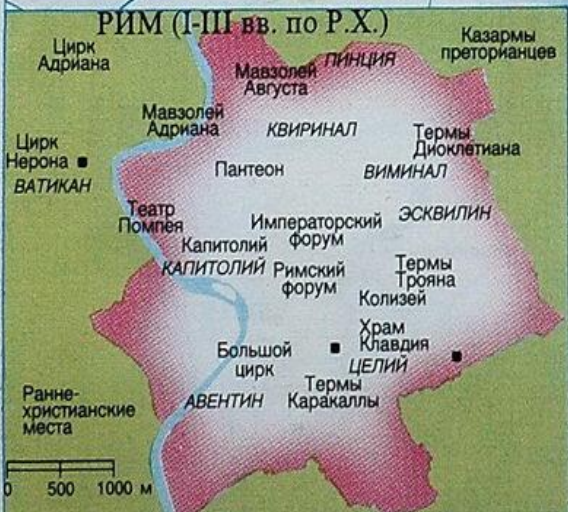 РИМ (I-III вв. по Р.Х.)
Цирк
Адриана
Казармы
преторианцев
ПИНЦИЯ
Мавзолей
Августа
Мавзолей
Адриана
КВИРИНАЛ
Термы
Диоклетиана
Цирк
Нерона
ВАТИКАН
Пантеон
ВИМИНАЛ
Театр
Помпея
ЭСКВИЛИН
Императорский
форум
Капитолий
КАПИТОЛИЙ
Римский
форум
Термы
Трояна
Колизей
Храм
Клавдия
Большой
цирк
ЦЕЛИЙ
Термы
Каракаллы
АВЕНТИН
Ранне-
христианские
места
0 500 1000 м